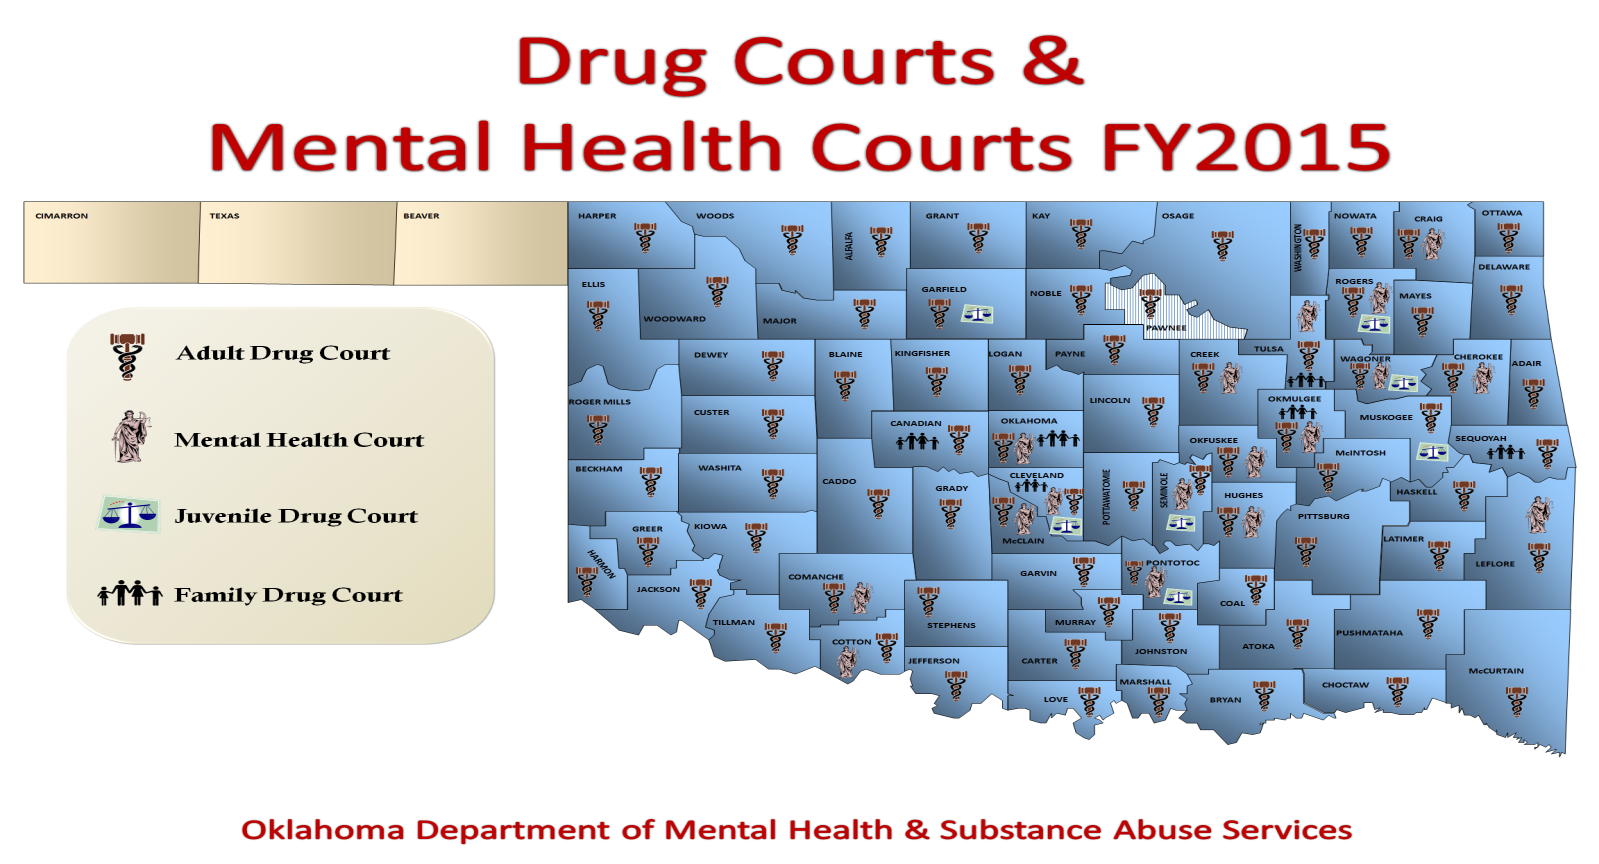 Drug Courts &
Mental Health Courts FY2015
CIMARRON
TEXAS
BEAVER
HARPER
WOODS
ALFALFA
GRANT
KAY
OSAGE
WASHINGTON
NOWATA
CRAIG
OTTAWA
ELLIS
WOODWARD
MAJOR
GARFIELD
NOBLE
PAWNEE
ROGERS
MAYES
DELAWARE
DEWEY
BLAINE
KINGFISHER
LOGAN
PAYNE
CREEK
TULSA
WAGONER
CHEROKEE
ADAIR
ROGER MILLS
CUSTER
CANADIAN
OKLAHOMA
LINCOLN
OKMULGEE
MUSKOGEE
SEQUOYAH
BECKHAM
WASHITA
CADDO
GRADY
CLEVELAND
POTTAWATOMIE
SEMINOLE
OKFUSKEE
McINTOSH
HASKELL
HUGHES
PITTSBURG
LATIMER
LEFLORE
GREER
KIOWA
McCLAIN
HARMON
JACKSON
COMANCHE
GARVIN
PONTOTOC
COAL
TILLMAN
STEPHENS
MURRAY
COTTON
JEFFERSON
CARTER
JOHNSTON
ATOKA
PUSHMATAHA
LOVE
MARSHALL
BRYAN
CHOCTAW
McCURTAIN
Adult Drug Court
Mental Health Court
Juvenile Drug Court
Family Drug Court
Oklahoma Department of Mental Health & Substance Abuse Services